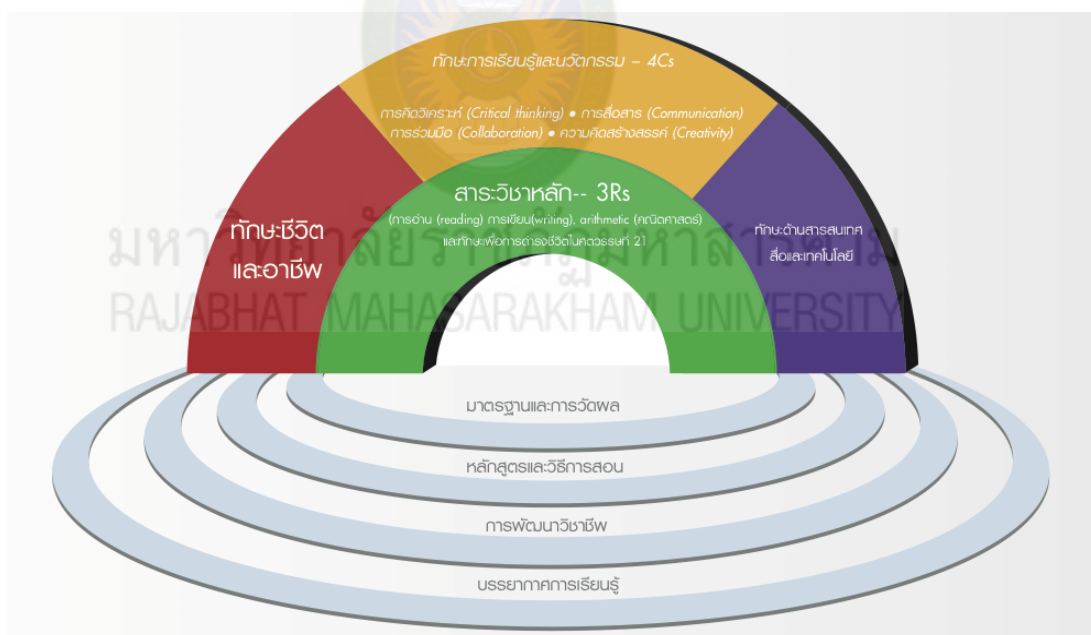 ทักษะการเรียนรู้และนวัตกรรม – 4Cs
การคิดวิเคราะห์ (Critical thinking) • การสื่อสาร (Communication)
การร่วมมือ (Collaboration) • ความคิดสร้างสรรค์ (Creativity)
สาระวิชาหลัก-- 3Rs
(การอ่าน (reading) การเขียน(writing), arithmetic (คณิตศาสตร์)
และทักษะเพื่อการดำรงชีวิตในศตวรรษที่ 21
ทักษะชีวิต
และอาชีพ
ทักษะด้านสารสนเทศ
สื่อและเทคโนโลยี
มหาวิทยาลัยราชภัฏมหาสารคาม
RAJABHAT MAHASARAKHAM UNIVERSITY
มาตรฐานและการวัดผล
หลักสูตรและวิธีการสอน
การพัฒนาวิชาชีพ
บรรยากาศการเรียนรู้